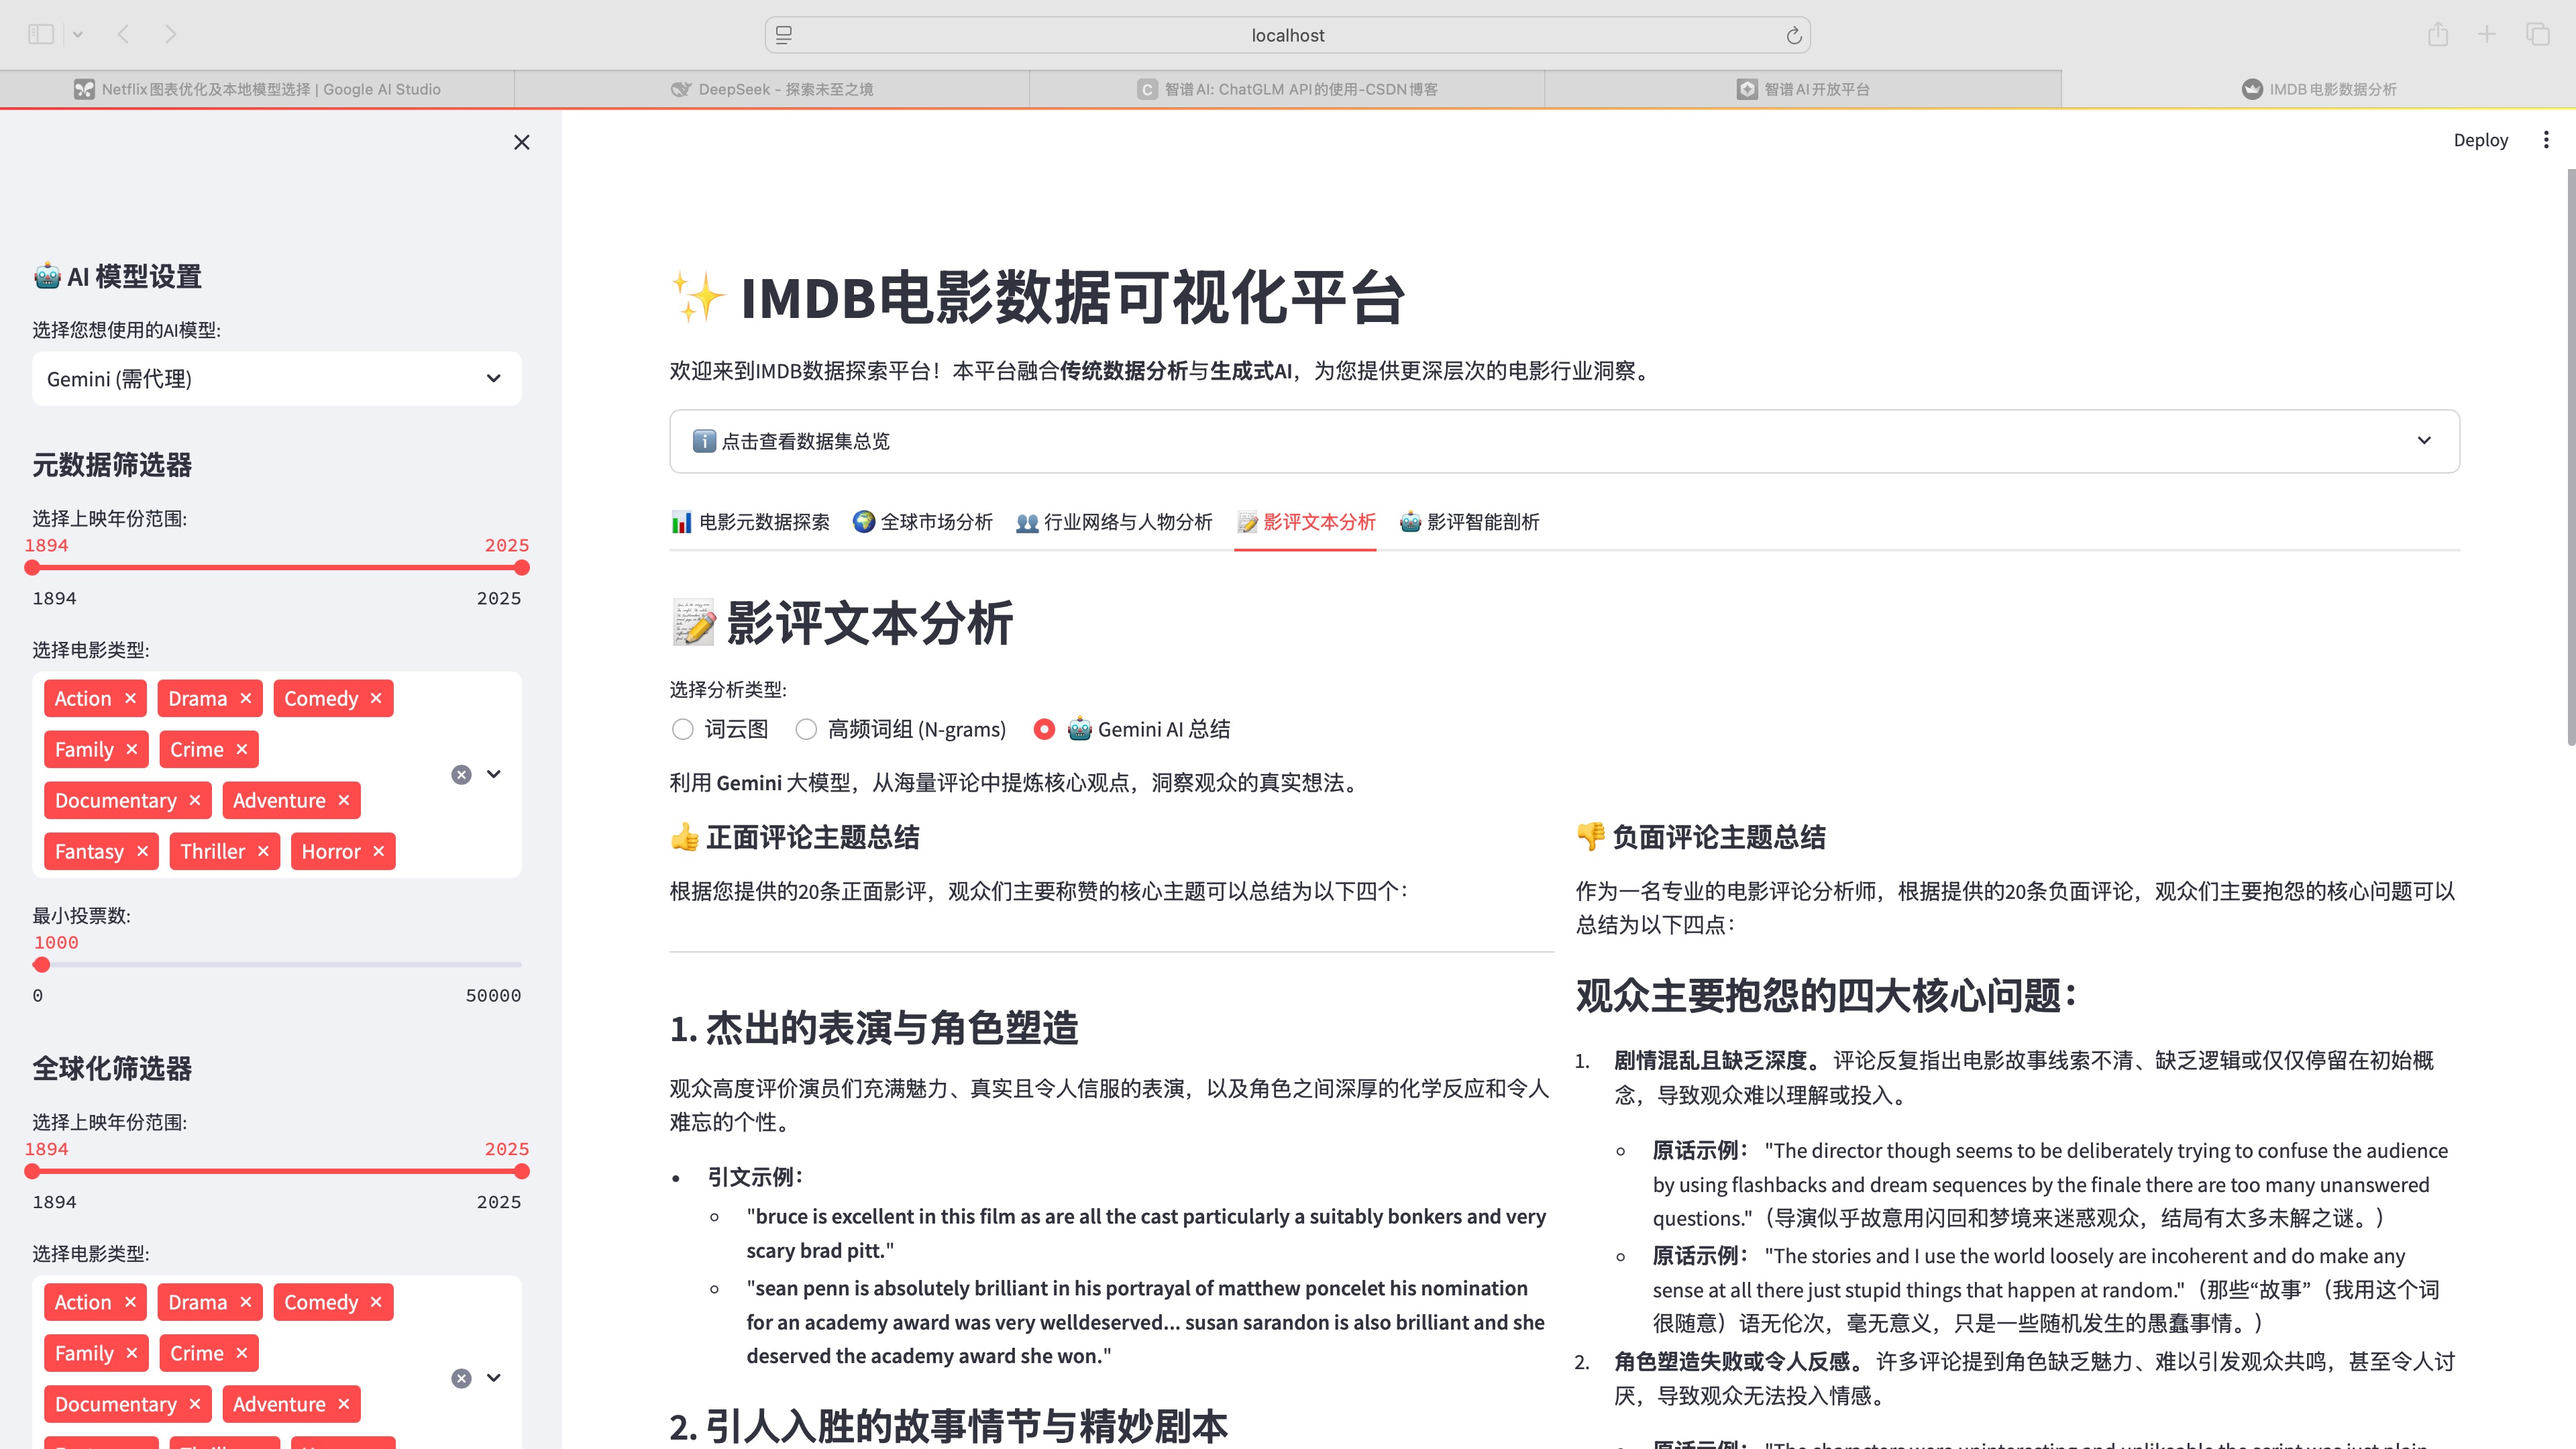 localhost
Netflix图表优化及本地模型选择 | Google AI Studio
DeepSeek - 探索未至之境
C 智谱AI: ChatGLM API的使用-CSDN博客
智谱AI开放平台
IMDB 电影数据分析
Deploy
🤖 AI 模型设置
选择您想使用的AI模型:
Gemini (需代理)
元数据筛选器
选择上映年份范围:
1894 2025
1894 2025
选择电影类型:
Action × Drama × Comedy ×
Family × Crime ×
Documentary × Adventure ×
Fantasy × Thriller × Horror ×
最小投票数:
1000
0 50000
全球化筛选器
选择上映年份范围:
1894 2025
1894 2025
选择电影类型:
Action × Drama × Comedy ×
Family × Crime ×
Documentary × Adventure ×
✨ IMDB电影数据可视化平台
欢迎来到IMDB数据探索平台！本平台融合传统数据分析与生成式AI，为您提供更深层次的电影行业洞察。
ℹ️ 点击查看数据集总览
📊 电影元数据探索 🌍 全球市场分析 👥 行业网络与人物分析 📝 影评文本分析 🤖 影评智能剖析
📝 影评文本分析
选择分析类型:
词云图 高频词组 (N-grams) 🤖 Gemini AI 总结
利用 Gemini 大模型，从海量评论中提炼核心观点，洞察观众的真实想法。
👍 正面评论主题总结
根据您提供的20条正面影评，观众们主要称赞的核心主题可以总结为以下四个：
1. 杰出的表演与角色塑造
观众高度评价演员们充满魅力、真实且令人信服的表演，以及角色之间深厚的化学反应和令人
难忘的个性。
• 引文示例：
"bruce is excellent in this film as are all the cast particularly a suitably bonkers and very
scary brad pitt."
"sean penn is absolutely brilliant in his portrayal of matthew poncelet his nomination
for an academy award was very welldeserved... susan sarandon is also brilliant and she
deserved the academy award she won."
2. 引人入胜的故事情节与精妙剧本
👎 负面评论主题总结
作为一名专业的电影评论分析师，根据提供的20条负面评论，观众们主要抱怨的核心问题可以
总结为以下四点：
观众主要抱怨的四大核心问题：
1. 剧情混乱且缺乏深度。评论反复指出电影故事线索不清、缺乏逻辑或仅仅停留在初始概
念，导致观众难以理解或投入。
原话示例： "The director though seems to be deliberately trying to confuse the audience
by using flashbacks and dream sequences by the finale there are too many unanswered
questions."（导演似乎故意用闪回和梦境来迷惑观众，结局有太多未解之谜。）
原话示例： "The stories and I use the world loosely are incoherent and do make any
sense at all there just stupid things that happen at random."（那些“故事”（我用这个词
很随意）语无伦次，毫无意义，只是一些随机发生的愚蠢事情。）
2. 角色塑造失败或令人反感。许多评论提到角色缺乏魅力、难以引发观众共鸣，甚至令人讨
厌，导致观众无法投入情感。